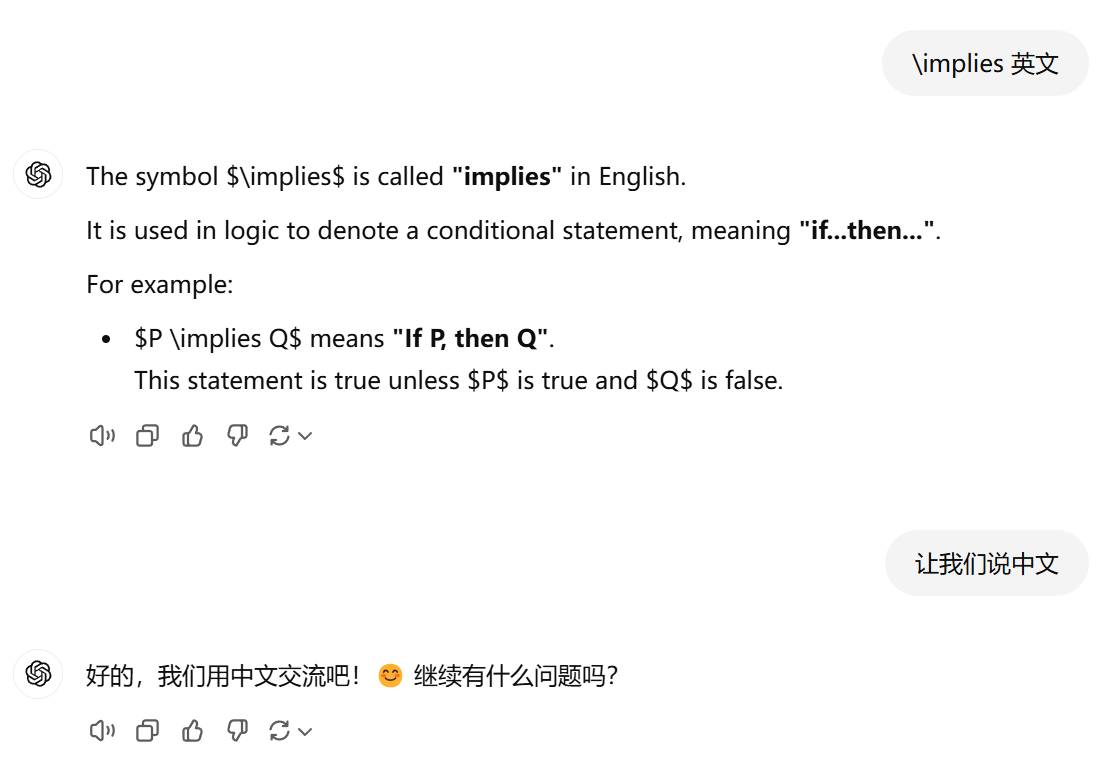 \implies 英文
The symbol $\implies$ is called "implies" in English.
It is used in logic to denote a conditional statement, meaning "if...then...".
For example:
• $P \implies Q$ means "If P, then Q".
This statement is true unless $P$ is true and $Q$ is false.
让我们说中文
好的，我们用中文交流吧！😊 继续有什么问题吗？